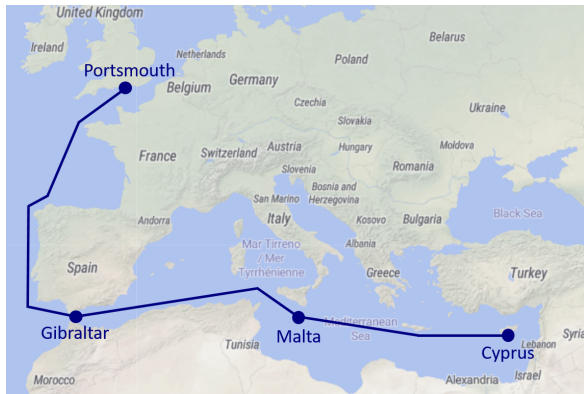 United Kingdom
Ireland
Belarus
Netherlands
Poland
Portsmouth
Belgium
Germany
Czechia
Ukraine
Slovakia
France
Switzerland
Austria
Hungary
Moldova
Slovenia
Romania
San Marino
Bosnia and
Herzegovina
Andorra
Italy
Kosovo
Bulgaria
Black Sea
Mar Tirreno
/ Mer
Tyrrhénienne
Albania
Spain
Greece
Turkey
Gibraltar
Malta
Mediterranean
Sea
Tunisia
Cyprus
Syria
Lebanon
Morocco
Alexandria
Israel